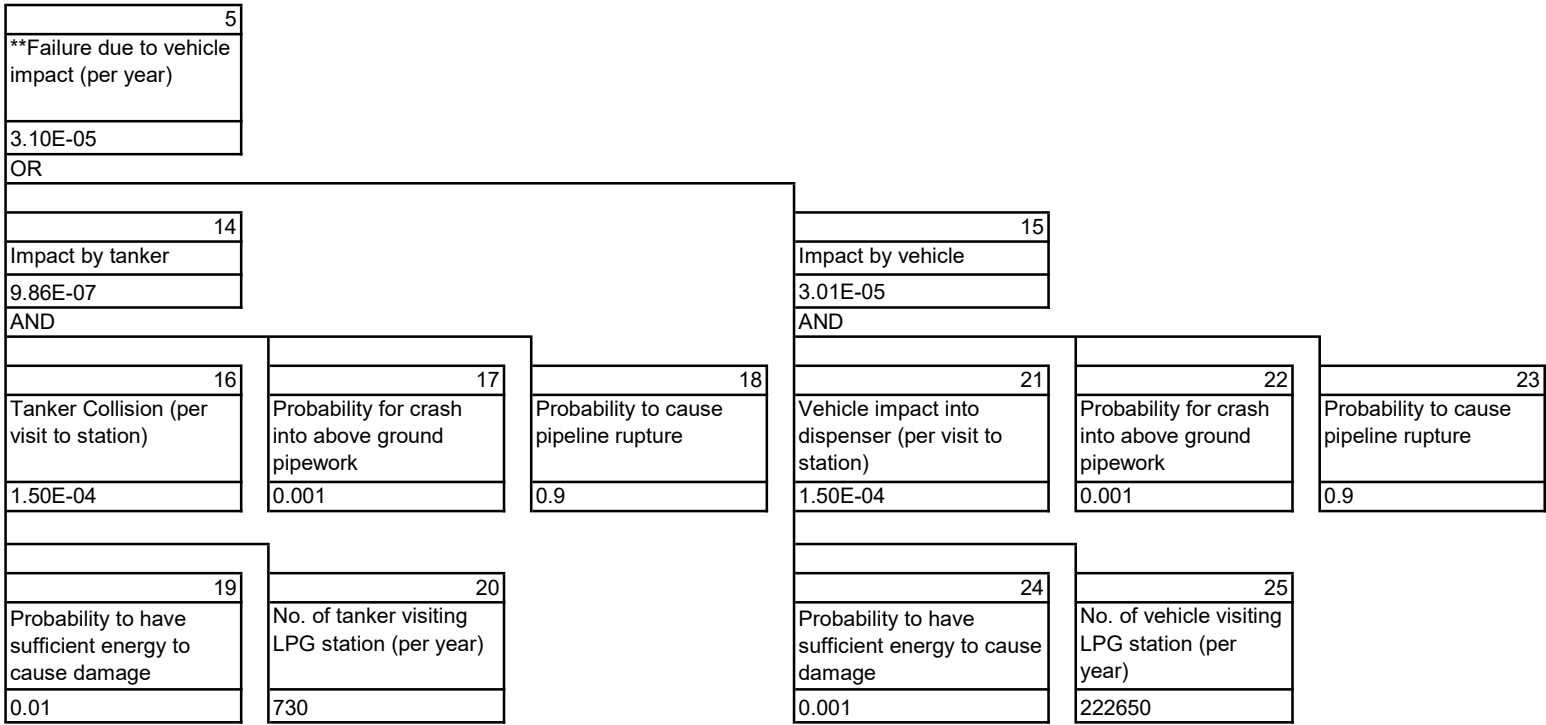 5
**Failure due to vehicle
impact (per year)
3.10E-05
OR
14
Impact by tanker
9.86E-07
AND
15
Impact by vehicle
3.01E-05
AND
16
Tanker Collision (per
visit to station)
1.50E-04
17
Probability for crash
into above ground
pipework
0.001
18
Probability to cause
pipeline rupture
0.9
21
Vehicle impact into
dispenser (per visit to
station)
1.50E-04
22
Probability for crash
into above ground
pipework
0.001
23
Probability to cause
pipeline rupture
0.9
19
Probability to have
sufficient energy to
cause damage
0.01
20
No. of tanker visiting
LPG station (per year)
730
24
Probability to have
sufficient energy to cause
damage
0.001
25
No. of vehicle visiting
LPG station (per
year)
222650